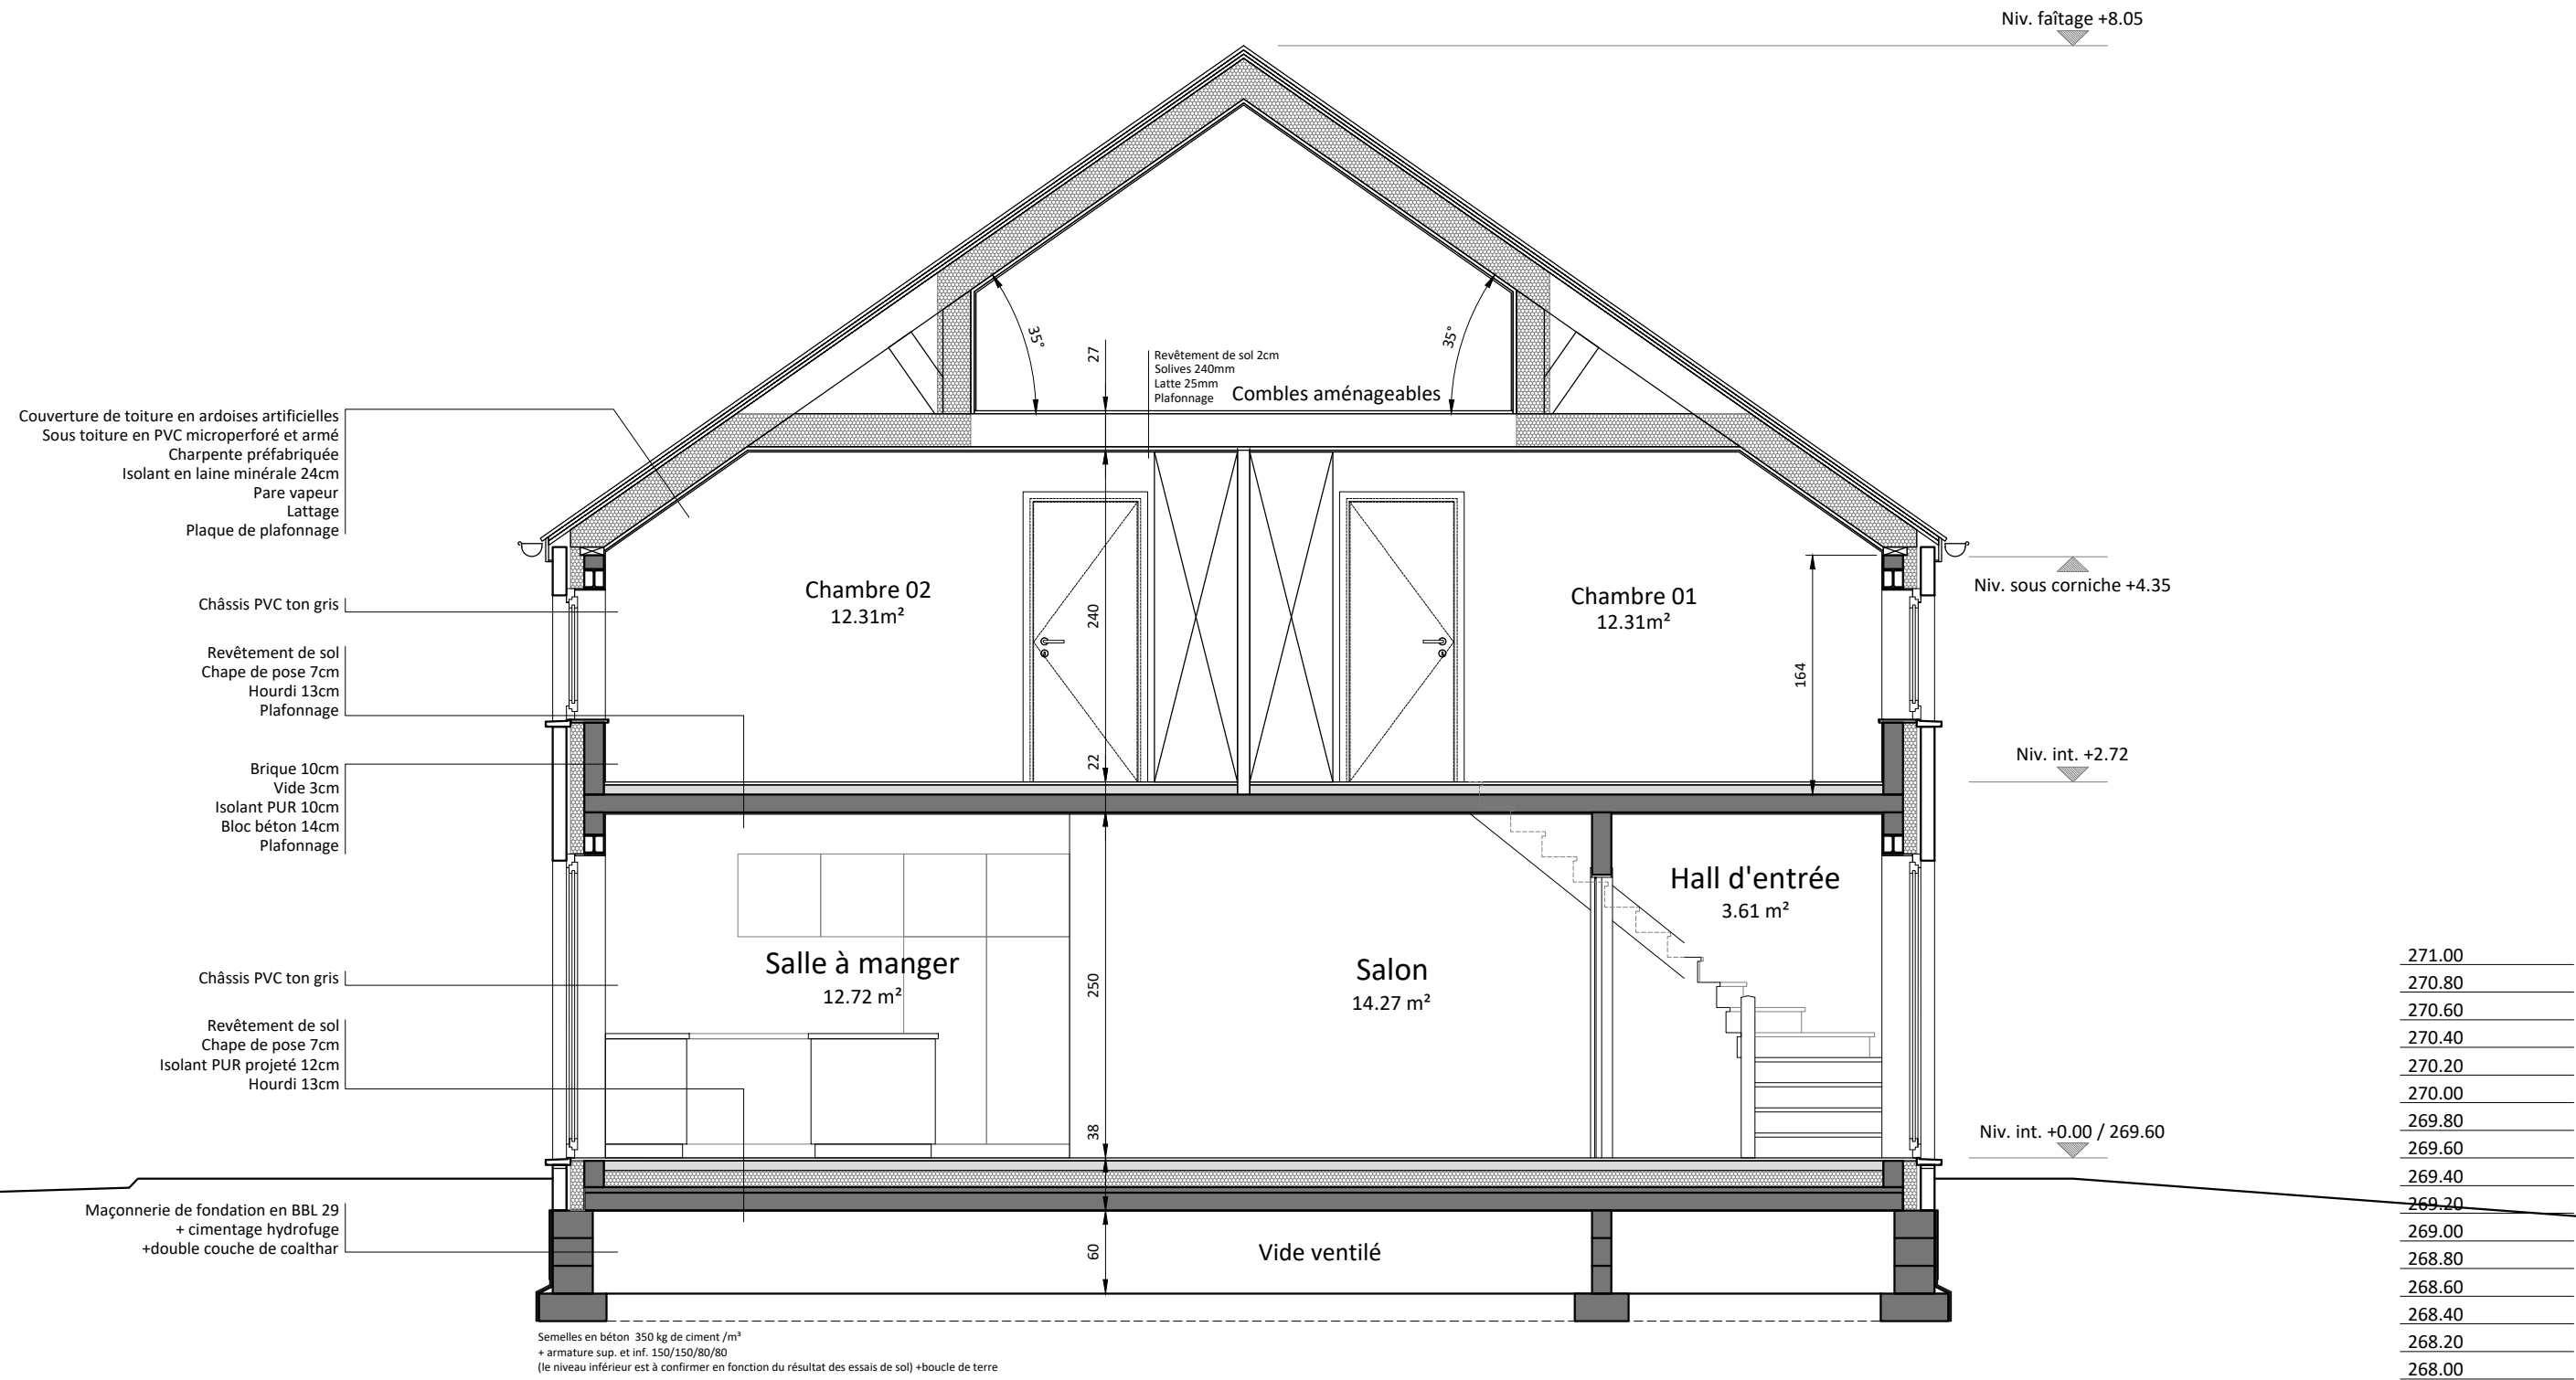 Niv. faîtage +8.05
35°
35°
27
Revêtement de sol 2cm
Solives 240mm
Latte 25mm
Plafonnage
Combles aménageables
Couverture de toiture en ardoises artificielles
Sous toiture en PVC microperforé et armé
Charpente préfabriquée
Isolant en laine minérale 24cm
Pare vapeur
Lattage
Plaque de plafonnage
Châssis PVC ton gris
Revêtement de sol
Chape de pose 7cm
Hourdi 13cm
Plafonnage
Brique 10cm
Vide 3cm
Isolant PUR 10cm
Bloc béton 14cm
Plafonnage
Châssis PVC ton gris
Revêtement de sol
Chape de pose 7cm
Isolant PUR projeté 12cm
Hourdi 13cm
Maçonnerie de fondation en BBL 29
+ cimentage hydrofuge
+double couche de coalthar
Chambre 02
12.31m²
240
Chambre 01
12.31m²
164
22
Niv. sous corniche +4.35
Niv. int. +2.72
Salle à manger
12.72 m²
250
Salon
14.27 m²
Hall d'entrée
3.61 m²
38
Niv. int. +0.00 / 269.60
60
Vide ventilé
Semelles en béton 350 kg de ciment /m³
+ armature sup. et inf. 150/150/80/80
(le niveau inférieur est à confirmer en fonction du résultat des essais de sol) +boucle de terre
271.00
270.80
270.60
270.40
270.20
270.00
269.80
269.60
269.40
269.20
269.00
268.80
268.60
268.40
268.20
268.00